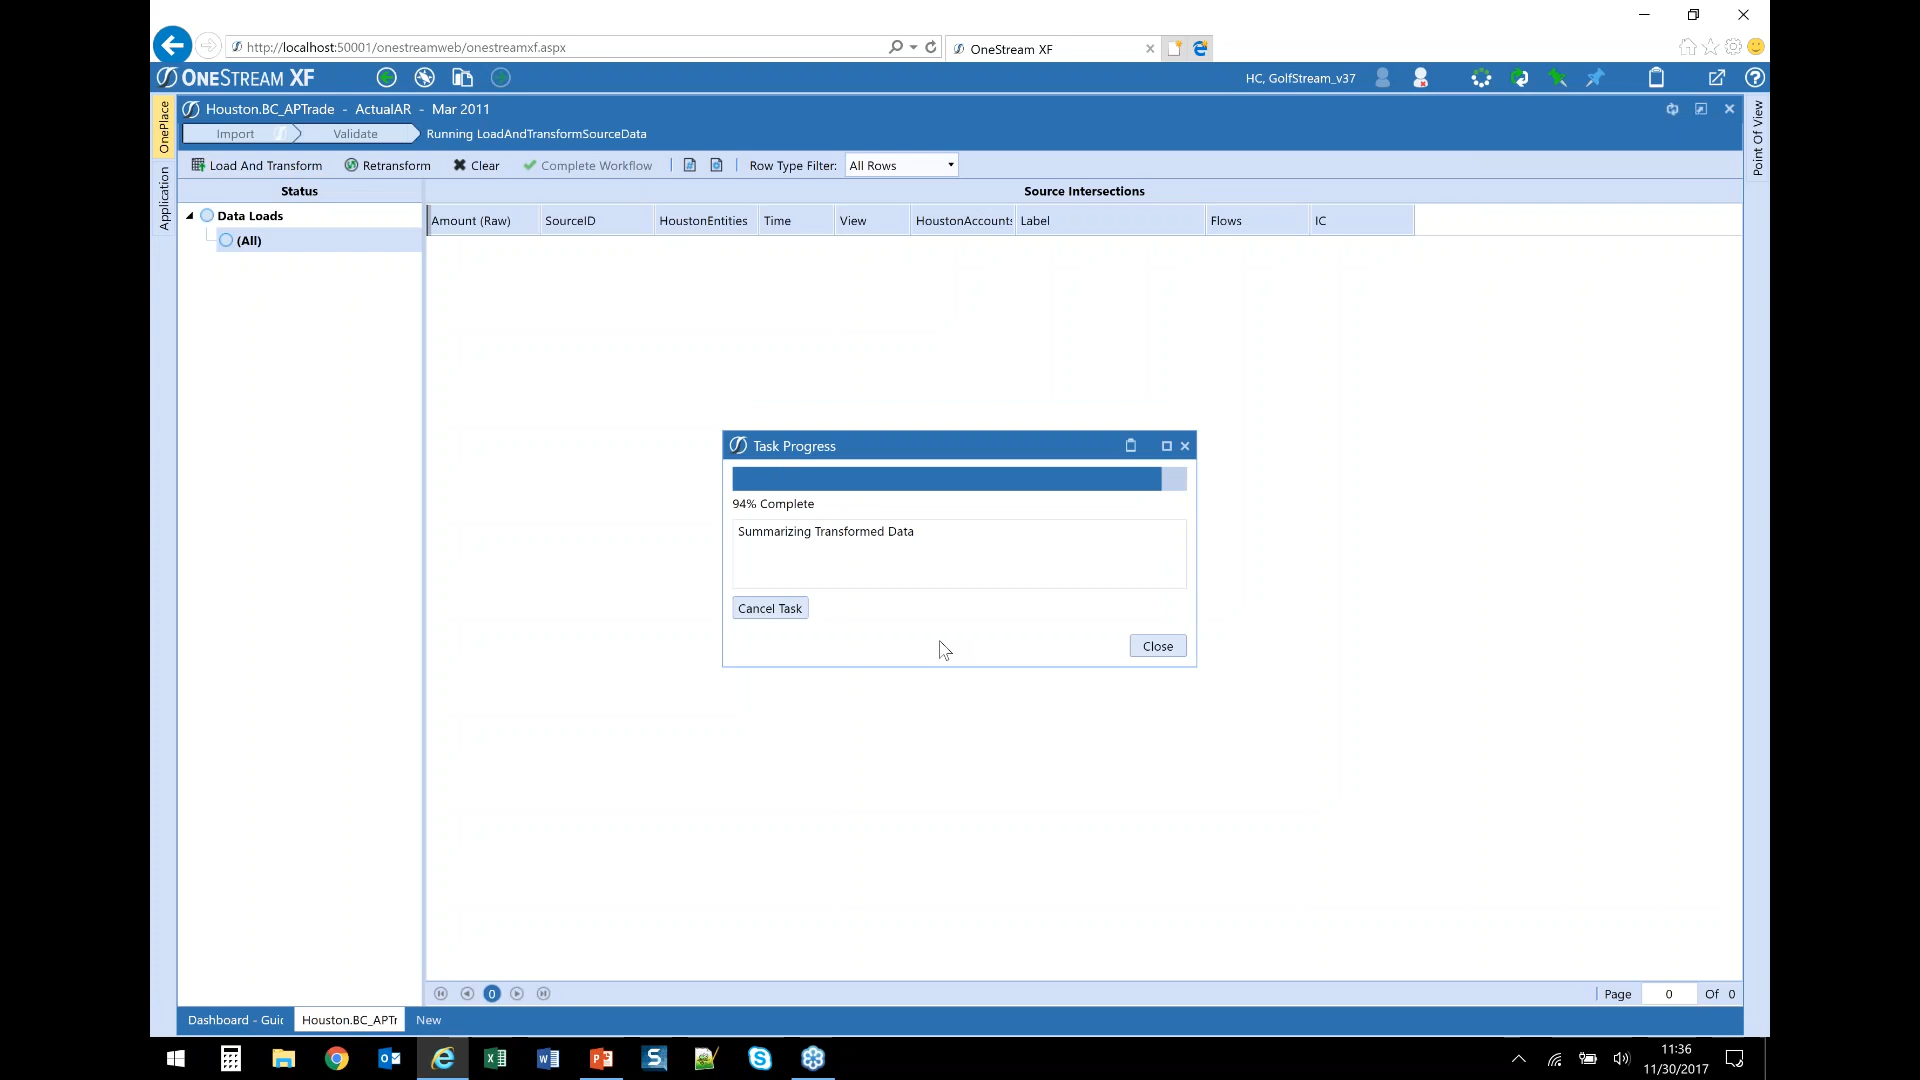 http://localhost:50001/onestreamweb/onestreamxf.aspx
OneStream XF
ONESTREAM XF
HC, GolfStream_v37
OnePlace
Application
Point Of View
Houston.BC_APTrade - ActualAR - Mar 2011
Import
Validate
Running LoadAndTransformSourceData
Load And Transform
Retransform
Clear
Complete Workflow
Row Type Filter:
All Rows
Status
Source Intersections
Data Loads
(All)
Amount (Raw)
SourceID
HoustonEntities
Time
View
HoustonAccounts
Label
Flows
IC
Task Progress
94% Complete
Summarizing Transformed Data
Cancel Task
Close
0
Page
0
Of 0
Dashboard - Gui
Houston.BC_APTr
New
11:36
11/30/2017